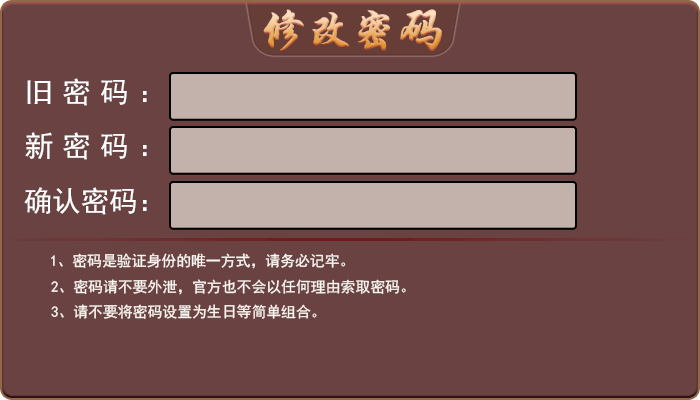 修改密码
旧密码：
新密码：
确认密码：
1、密码是验证身份的唯一方式，请务必记牢。
2、密码请不要外泄，官方也不会以任何理由索取密码。
3、请不要将密码设置为生日等简单组合。